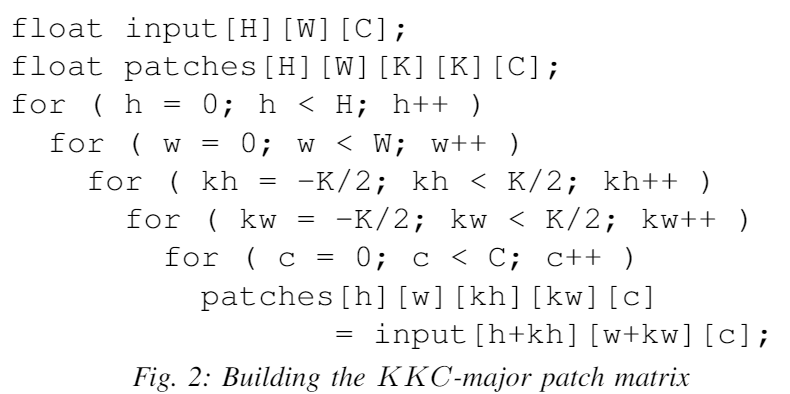 float input[H][W][C];
float patches[H][W][K][K][C];
for ( h = 0; h < H; h++ )
for ( w = 0; w < W; w++ )
for ( kh = -K/2; kh < K/2; kh++ )
for ( kw = -K/2; kw < K/2; kw++ )
for ( c = 0; c < C; c++ )
patches[h][w][kh][kw][c]
= input[h+kh][w+kw][c];
Fig. 2: Building the KKC-major patch matrix